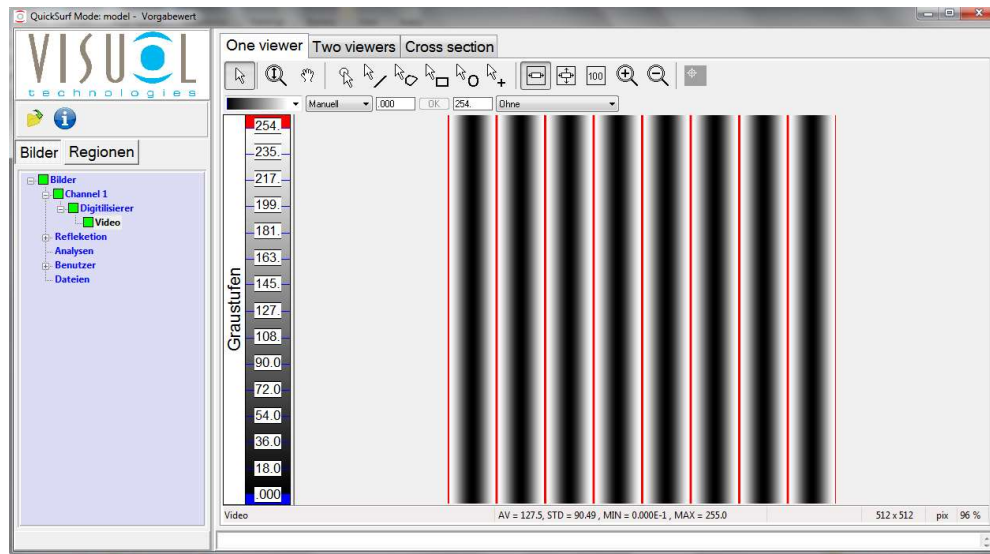 QuickSurf Mode: model - Vorgabewert
VISUOL
technologies
Bilder Regionen
Bilder
Channel 1
Digitilisierer
Video
Refleketion
Analysen
Benutzer
Dateien
One viewer Two viewers Cross section
100
Manuell .000 OK 254. Ohne
Graustufen
254.
235.
217.
199.
181.
163.
145.
127.
108.
90.0
72.0
54.0
36.0
18.0
.000
Video AV = 127.5, STD = 90.49 , MIN = 0.000E-1 , MAX = 255.0 512 x 512 pix 96 %